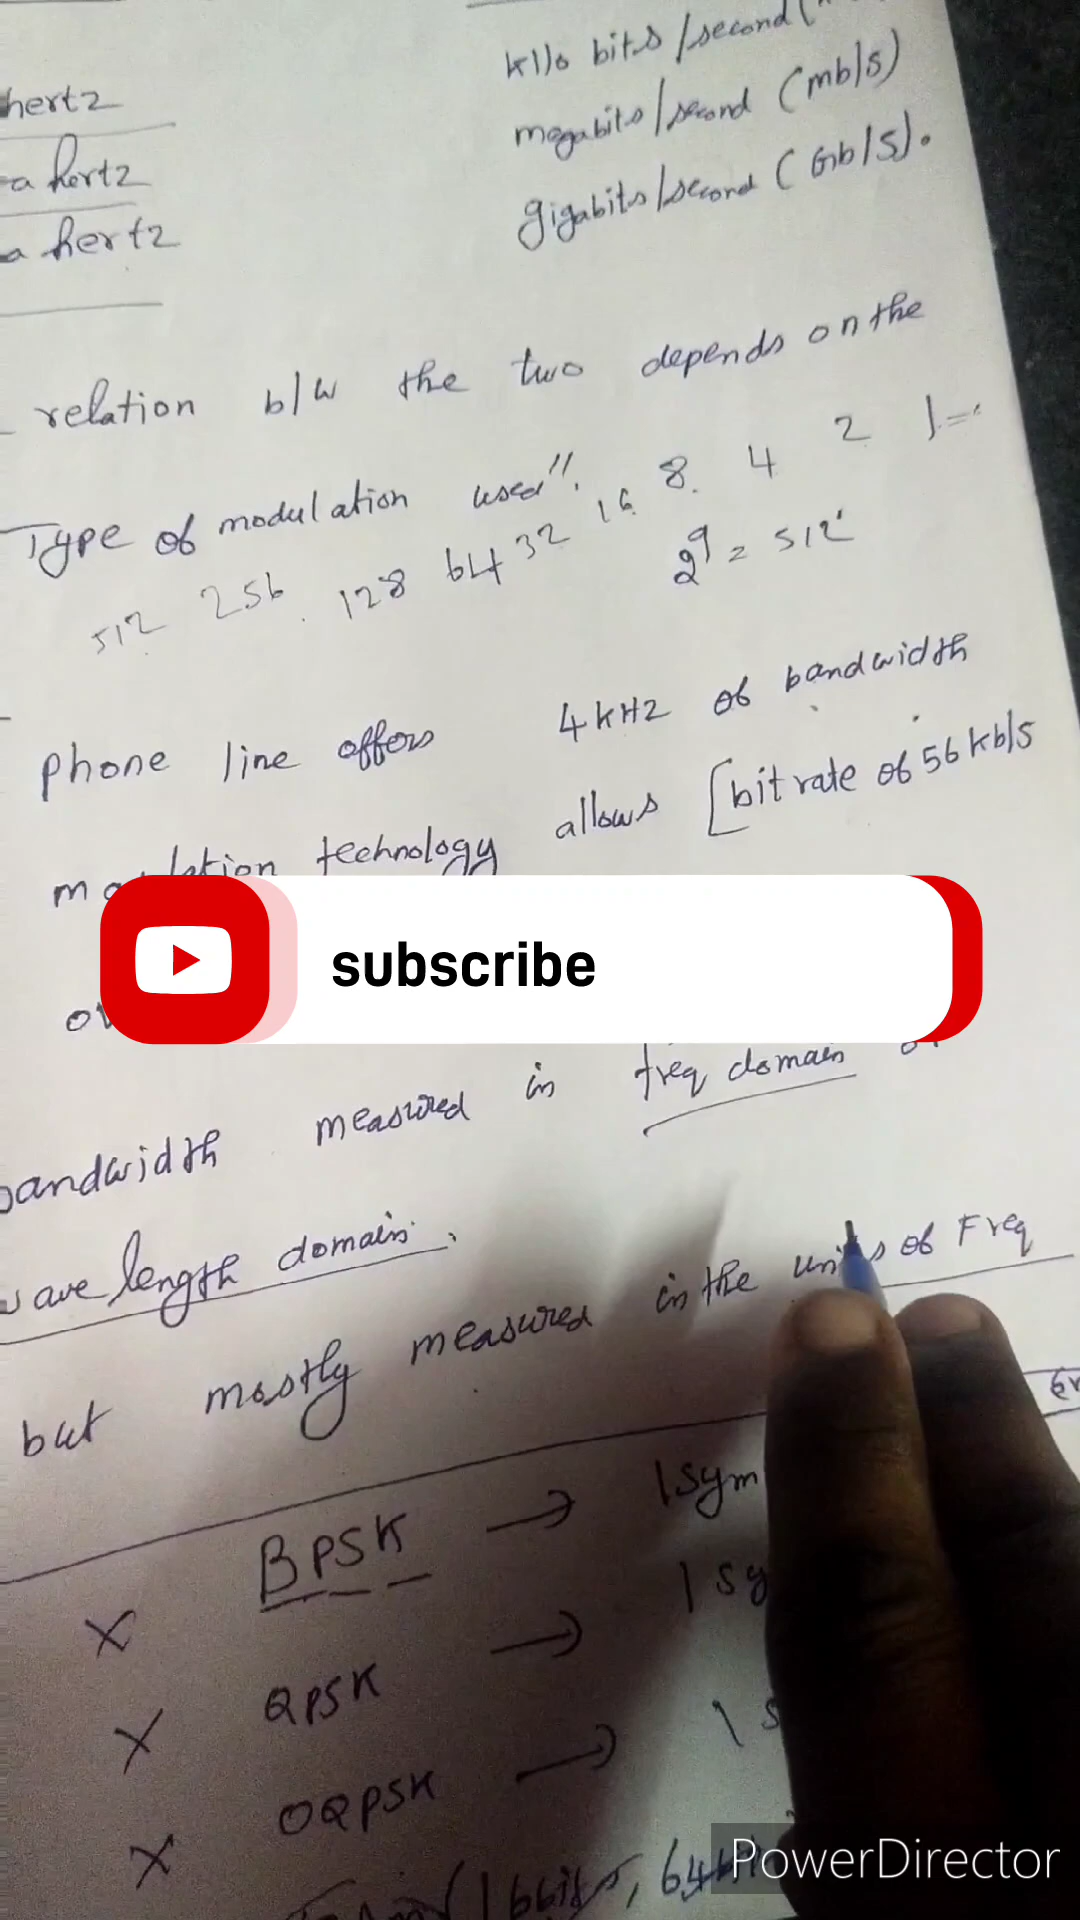 kilo bits/second
hertz
megabits/second (mb/s)
a hertz
gigabits/second (Gb/s).
a hertz
relation b/w the two depends on the
Type of modulation used".
512 256 128 64 32 16 8 4 2 1
2^9 = 512
phone line offers 4KHz of bandwidth
technology allows [bit rate of 56 kb/s
subscribe
bandwidth measured in freq domain
wave length domain.
but mostly measured in the units of Freq
BPSK → 1 sym
X QPSK → 1 sy
X OQPSK → 1 s
X
PowerDirector